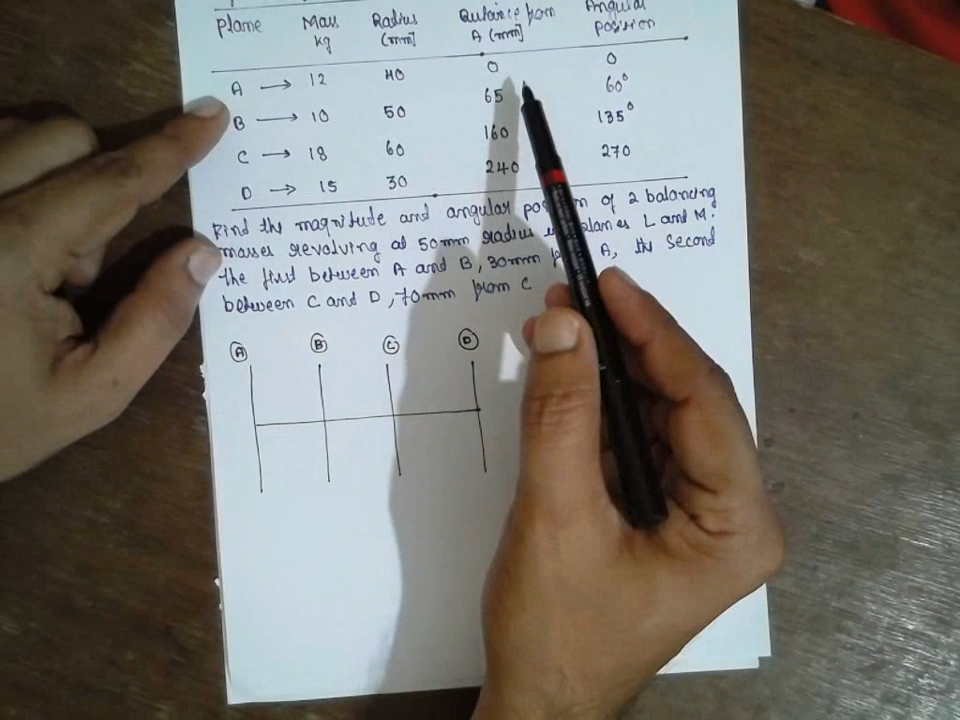 Plane Mass Radius Distance from Angular
kg (mm) A (mm) position
A → 12 40 0 0
B → 10 50 65 60°
C → 18 60 160 135°
D → 15 30 240 270
Find the magnitude and angular of 2 balancing
masses revolving at 50mm radius L and M.
The first between A and B, 30mm A, the second
between C and D, 70mm from C
A B C D